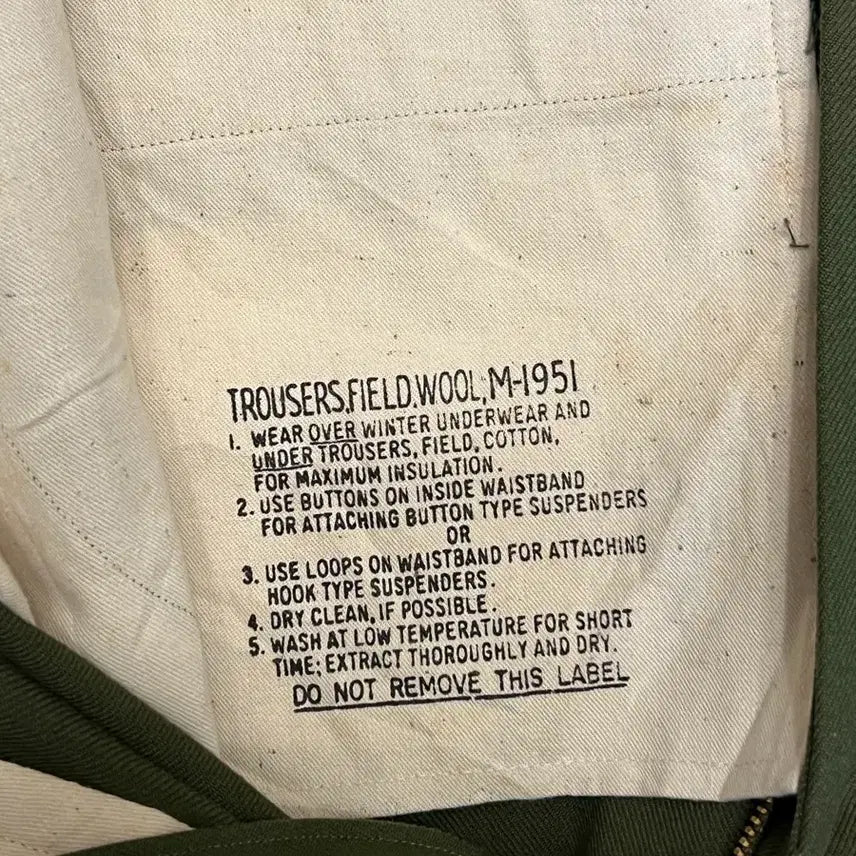 TROUSERS,FIELD,WOOL,M-1951
1. WEAR OVER WINTER UNDERWEAR AND
UNDER TROUSERS, FIELD, COTTON,
FOR MAXIMUM INSULATION.
2. USE BUTTONS ON INSIDE WAISTBAND
FOR ATTACHING BUTTON TYPE SUSPENDERS
OR
3. USE LOOPS ON WAISTBAND FOR ATTACHING
HOOK TYPE SUSPENDERS.
4. DRY CLEAN, IF POSSIBLE.
5. WASH AT LOW TEMPERATURE FOR SHORT
TIME; EXTRACT THOROUGHLY AND DRY.
DO NOT REMOVE THIS LABEL